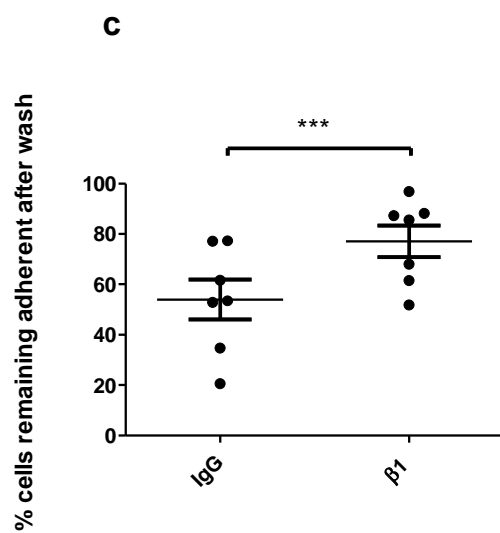 c
% cells remaining adherent after wash
***
100
80
60
40
20
0
IgG
β1